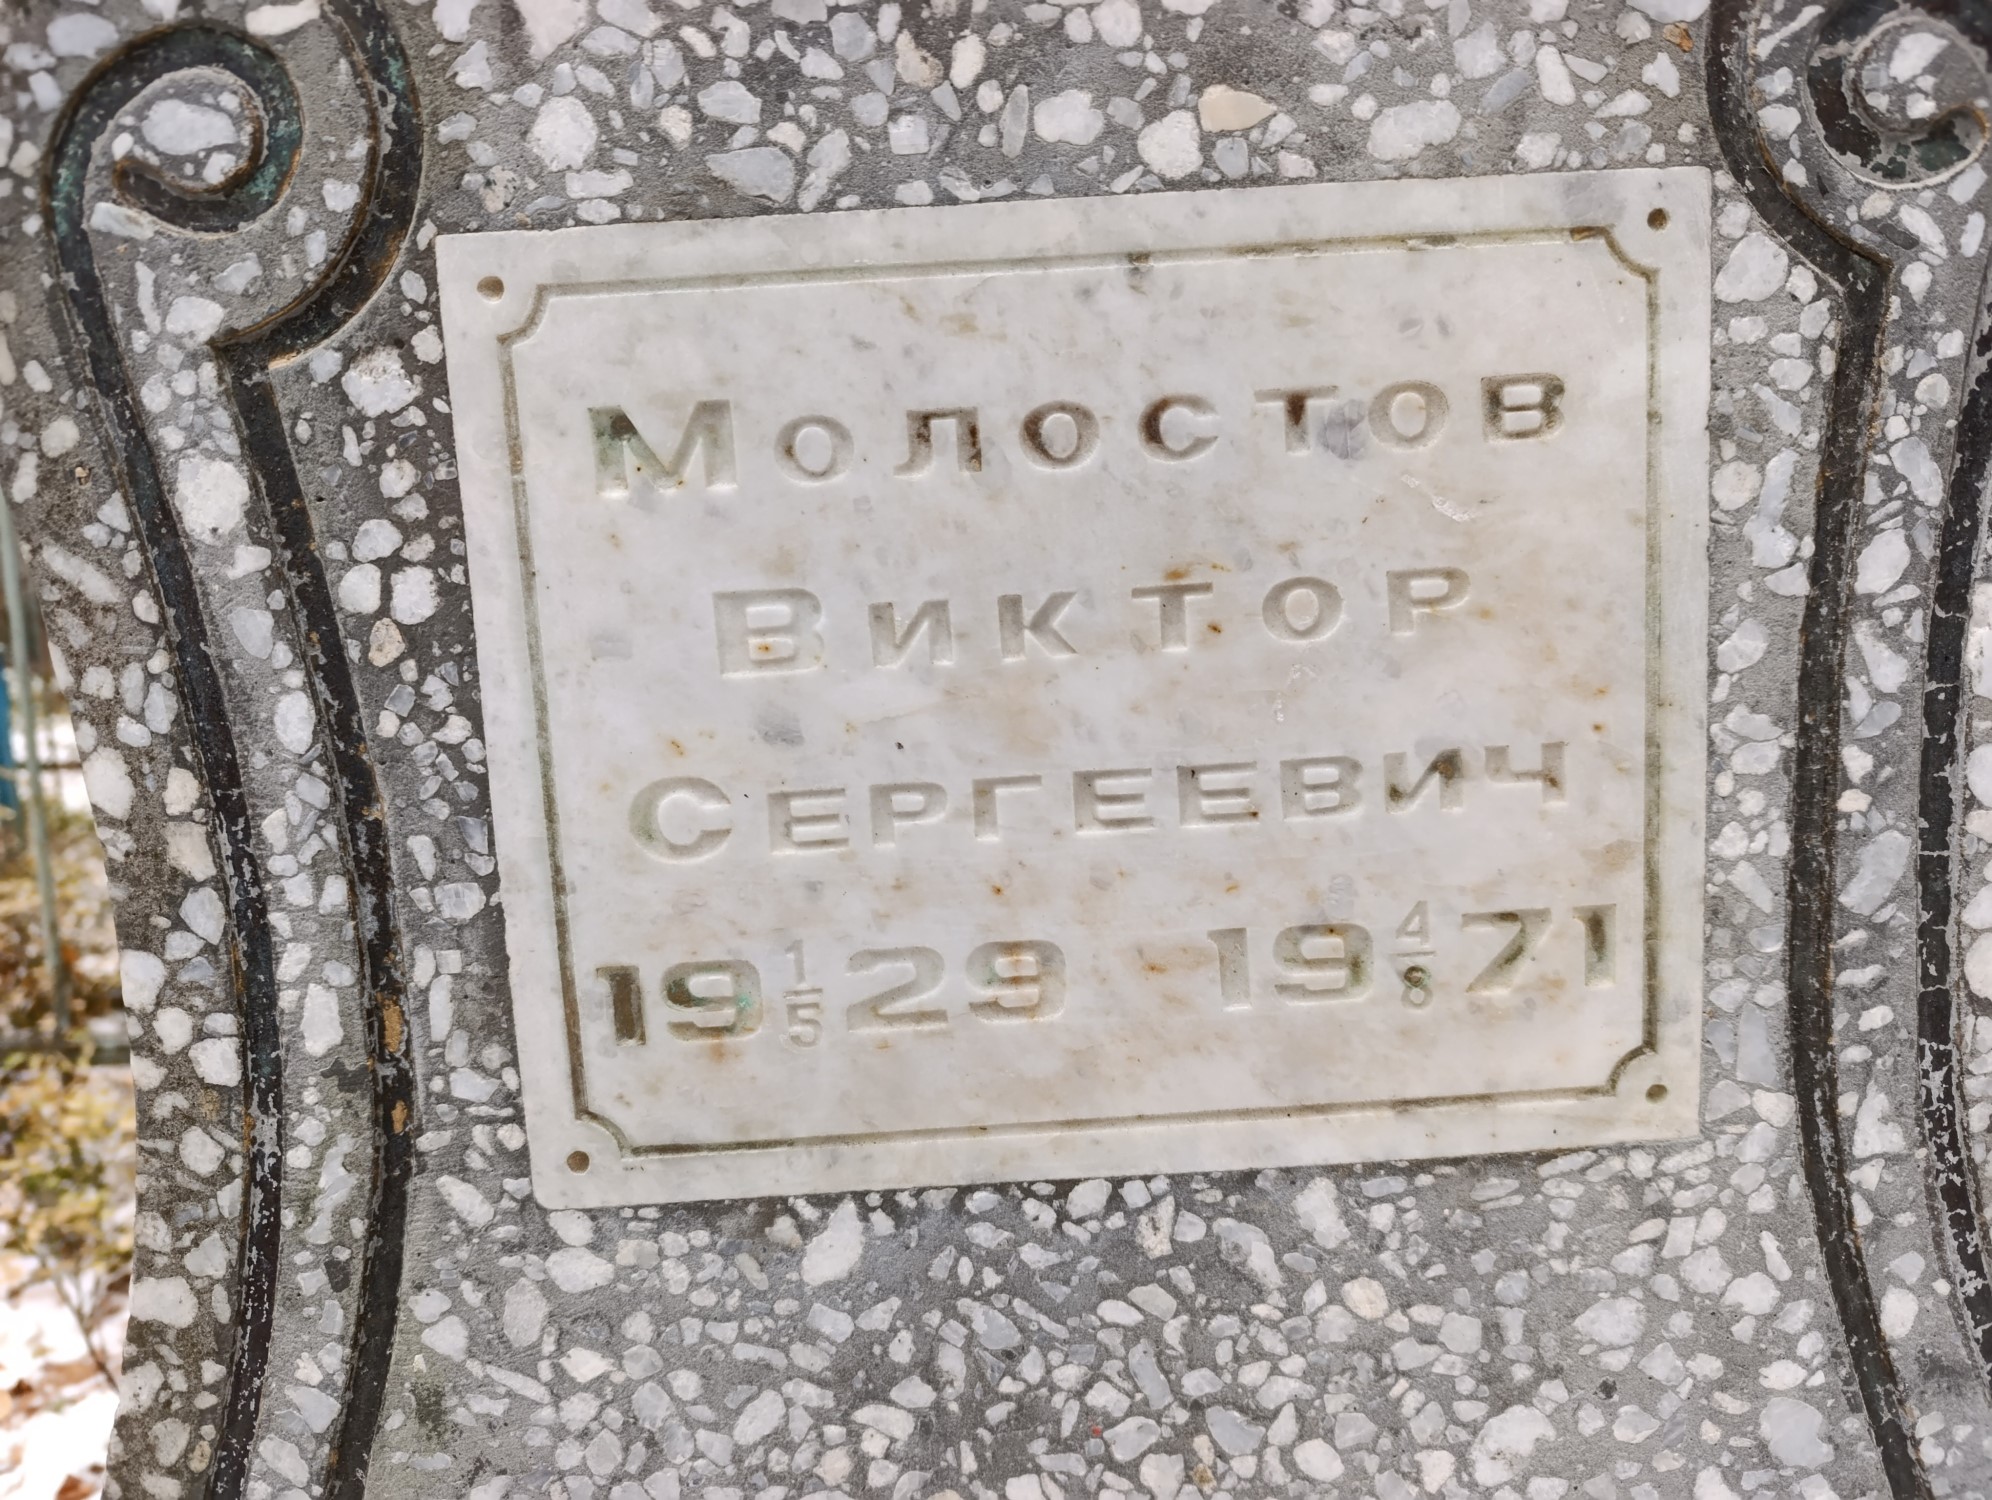 Молостов
Виктор
Сергеевич
19 1/5 29 19 4/8 71